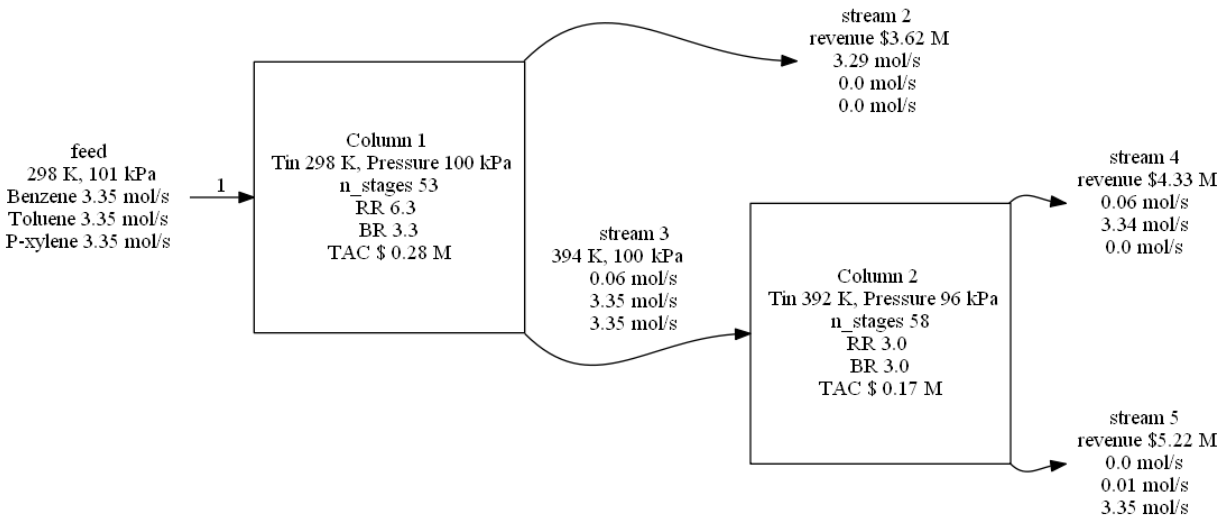 feed
298 K, 101 kPa
Benzene 3.35 mol/s
Toluene 3.35 mol/s
P-xylene 3.35 mol/s
1
Column 1
Tin 298 K, Pressure 100 kPa
n_stages 53
RR 6.3
BR 3.3
TAC $ 0.28 M
stream 2
revenue $3.62 M
3.29 mol/s
0.0 mol/s
0.0 mol/s
stream 3
394 K, 100 kPa
0.06 mol/s
3.35 mol/s
3.35 mol/s
Column 2
Tin 392 K, Pressure 96 kPa
n_stages 58
RR 3.0
BR 3.0
TAC $ 0.17 M
stream 4
revenue $4.33 M
0.06 mol/s
3.34 mol/s
0.0 mol/s
stream 5
revenue $5.22 M
0.0 mol/s
0.01 mol/s
3.35 mol/s